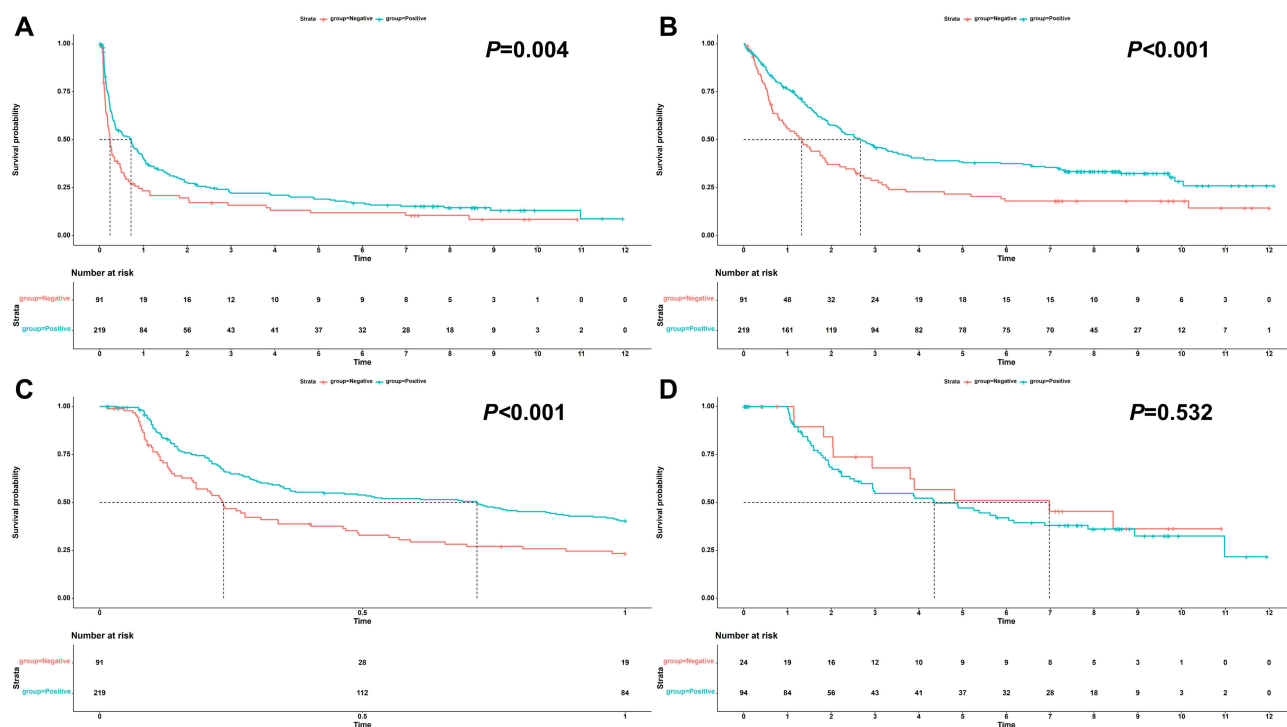 A
Strata group=Negative group=Positive
P=0.004
1.00
0.75
0.50
0.25
0.00
Survival probability
0 1 2 3 4 5 6 7 8 9 10 11 12
Time
Number at risk
Strata
group=Negative 91 19 16 12 10 9 9 8 5 3 1 0 0
group=Positive 219 84 56 43 41 37 32 28 18 9 3 2 0
0 1 2 3 4 5 6 7 8 9 10 11 12
Time
B
Strata group=Negative group=Positive
P<0.001
1.00
0.75
0.50
0.25
0.00
Survival probability
0 1 2 3 4 5 6 7 8 9 10 11 12
Time
Number at risk
Strata
group=Negative 91 48 32 24 19 18 15 15 10 9 6 3 0
group=Positive 219 161 119 94 82 78 75 70 45 27 12 7 1
0 1 2 3 4 5 6 7 8 9 10 11 12
Time
C
Strata group=Negative group=Positive
P<0.001
1.00
0.75
0.50
0.25
0.00
Survival probability
0 0.5 1
Time
Number at risk
Strata
group=Negative 91 28 19
group=Positive 219 112 84
0 0.5 1
Time
D
Strata group=Negative group=Positive
P=0.532
1.00
0.75
0.50
0.25
0.00
Survival probability
0 1 2 3 4 5 6 7 8 9 10 11 12
Time
Number at risk
Strata
group=Negative 24 19 16 12 10 9 9 8 5 3 1 0 0
group=Positive 94 84 56 43 41 37 32 28 18 9 3 2 0
0 1 2 3 4 5 6 7 8 9 10 11 12
Time